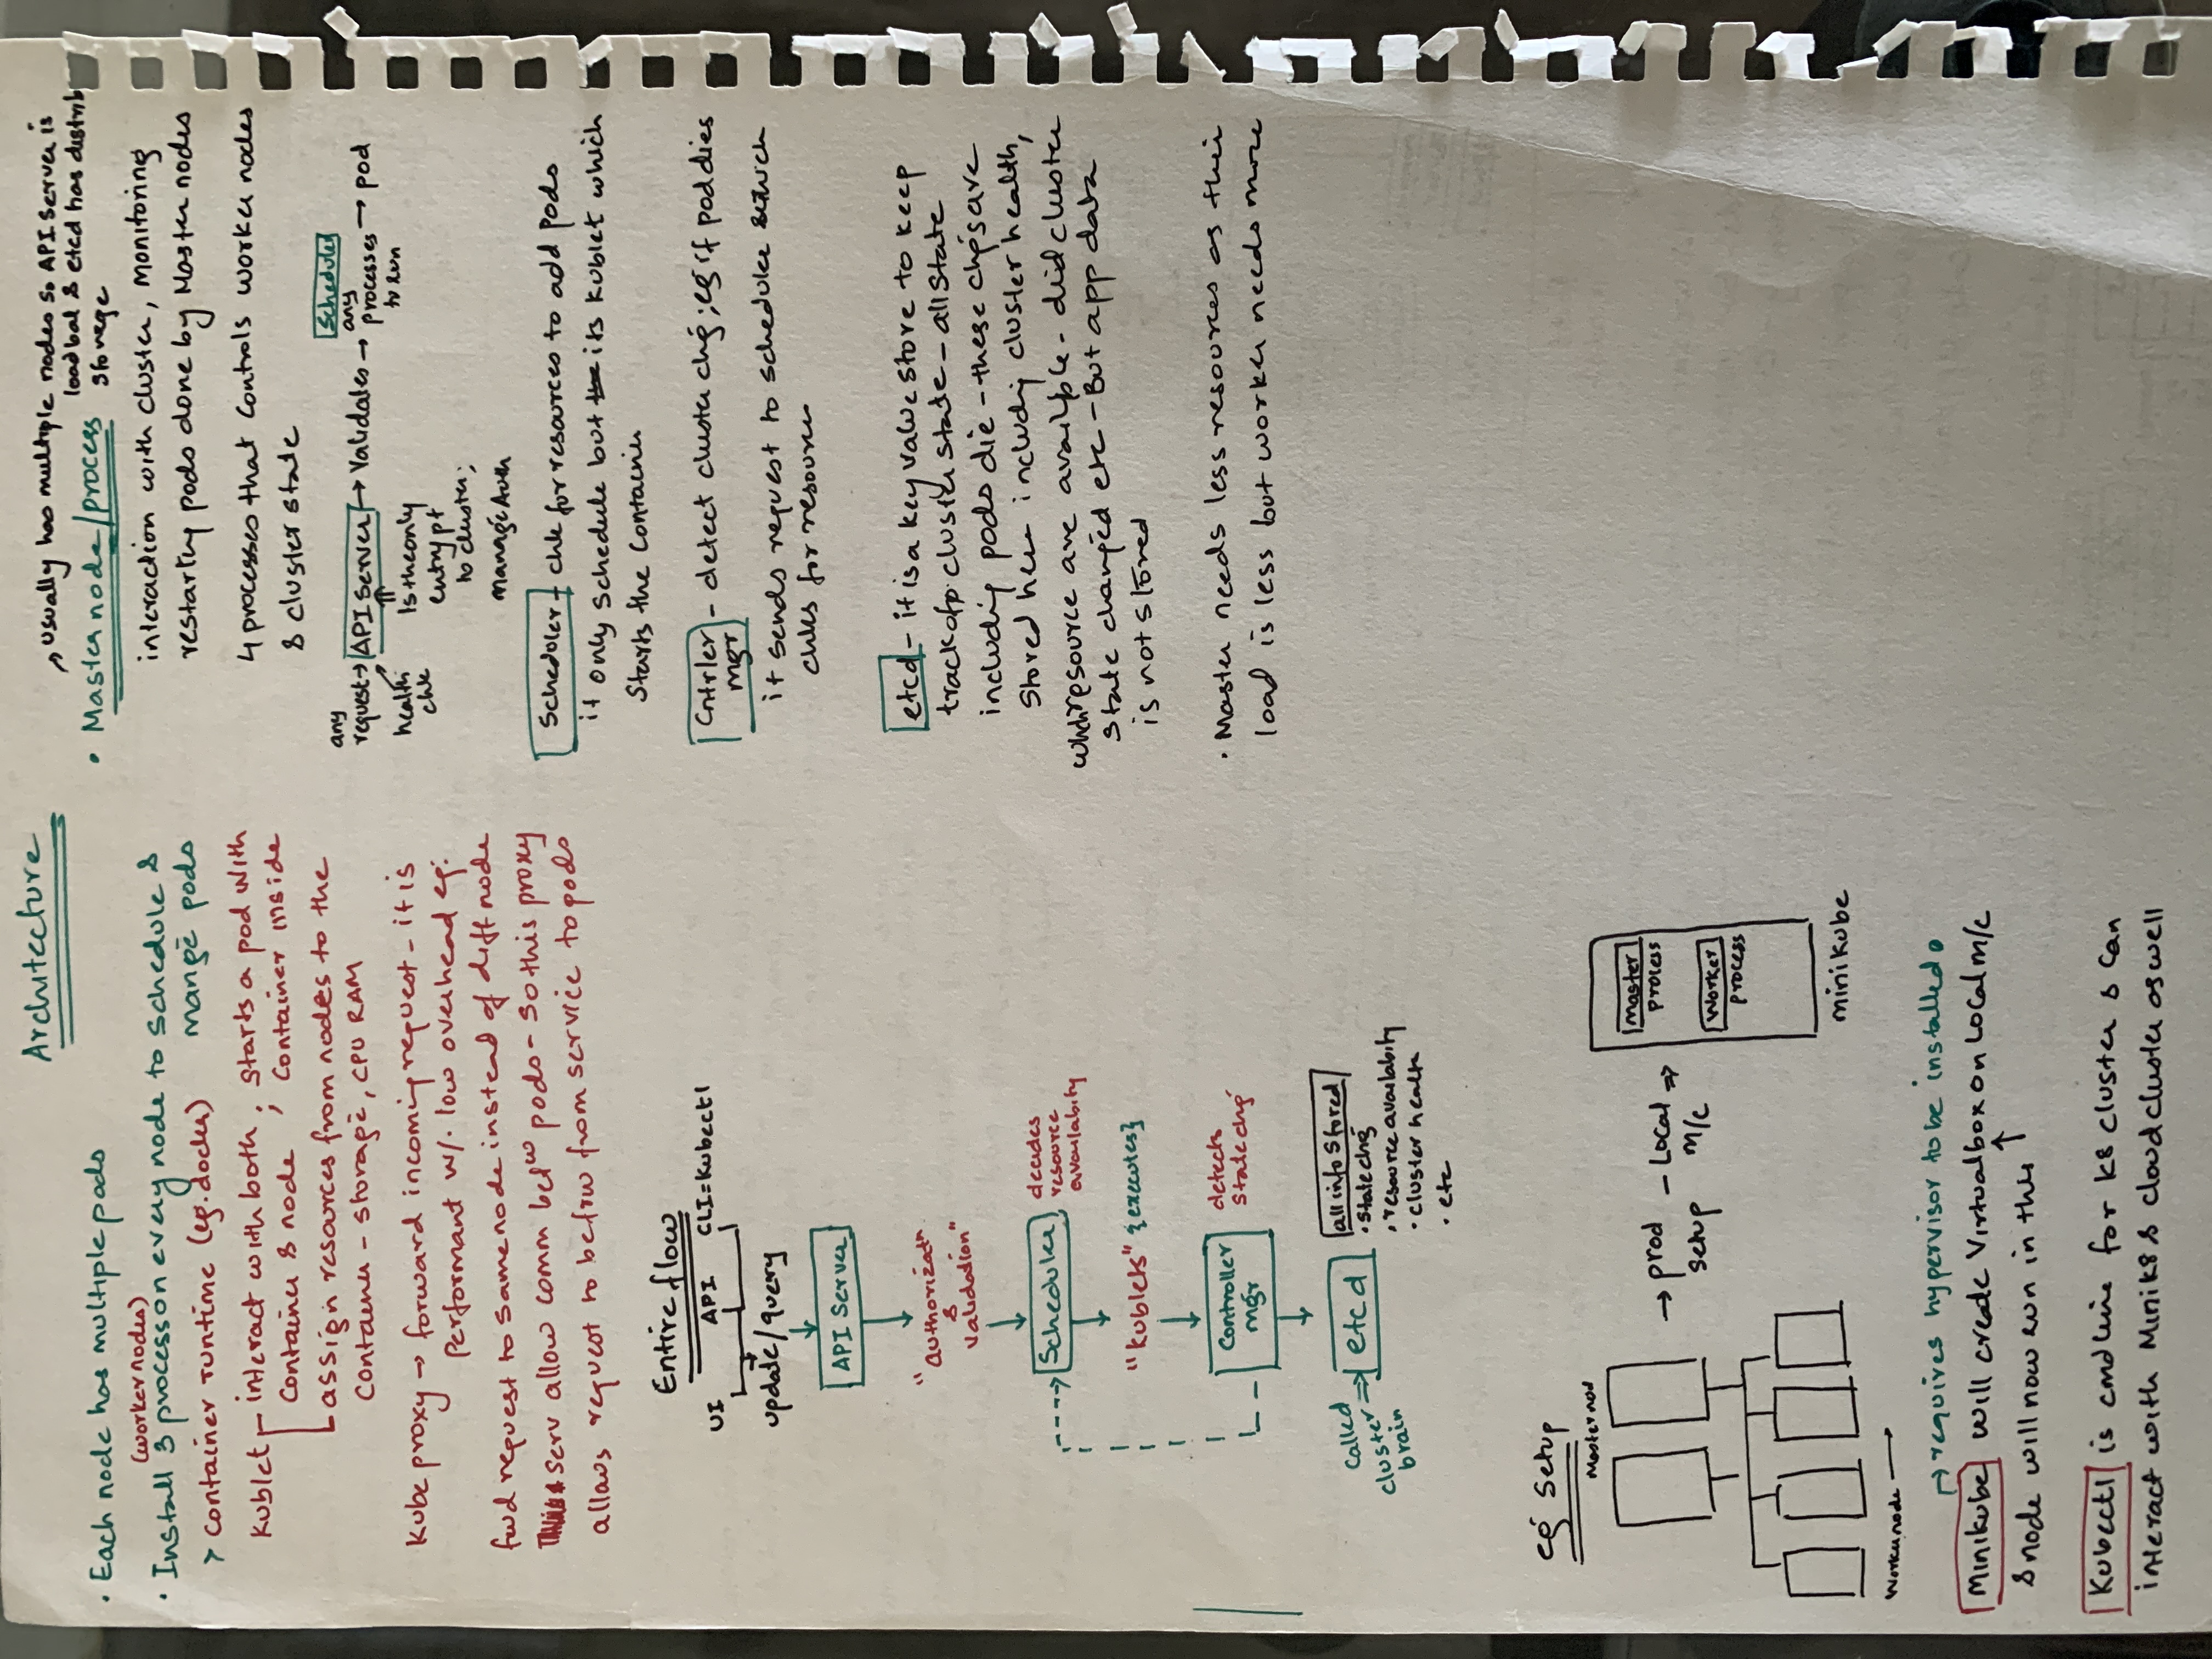 Architecture
• Each node has multiple pods
(worker nodes)
• Install 3 process on every node to schedule &
mange pods
> container runtime (eg. docker)
Kublet - interact with both ; starts a pod with
container & node container inside
assign resources from nodes to the
container - storage, CPU RAM
Kube proxy → forward incoming request - it is
performant w/. low overhead eg:
fwd request to same node instead of diff node
serv allow comm betw pods - so this proxy
allows request to be frw from service to pods
Entire flow
UI API CLI = Kubectl
update/query
API Server
"authorizatn
&
validation"
Scheduler
decides
resource
availabity
"Kublets" {executes}
Controller
mgr
detects
state chg
called
cluster
brain
⇒ etcd
all info stored
• state chg
• resource availabity
• cluster health
• etc
eg setup
Master nod
→ prod
setup
- Local
m/c ⇒
master
process
Worker
process
minikube
Worker node →
→ requires hypervisor to be installed
Minikube will create Virtualbox on Local m/c
& node will now run in this ↑
Kubectl is cmd line for K8 cluster & can
interact with Minik8 & cloud cluster as well
→ usually has multiple nodes so API server is
load bal & etcd has distrib
storage
• Master node/process
interaction with cluster, monitoring
restarting pods done by Master nodes
4 processes that controls worker nodes
& cluster state
any
request → API Server → Validates →
Scheduler
any
processes
to run
→ pod
health
chk
Is the only
entry pt
to cluster;
manage Auth
Scheduler - chk for resources to add pods
it only schedule but its Kublet which
starts the container
Cntrler
mgr - detect cluster chg; eg if pod dies
it sends request to scheduler which
chks for resource
etcd - it is a key value store to keep
track of cluster state - all state
including pods die - these chgs are
stored here including cluster health,
which resource are availble - did cluster
state changed etc - But app data
is not stored
• Master needs less resources as their
load is less but worker needs more